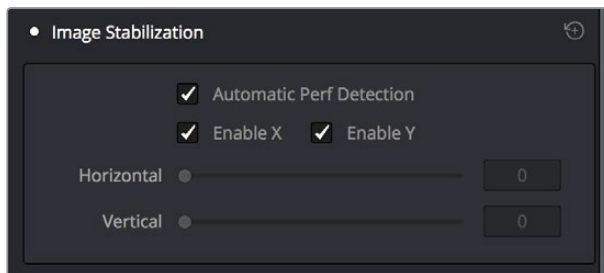 Image Stabilization
Automatic Perf Detection
Enable X Enable Y
Horizontal 0
Vertical 0